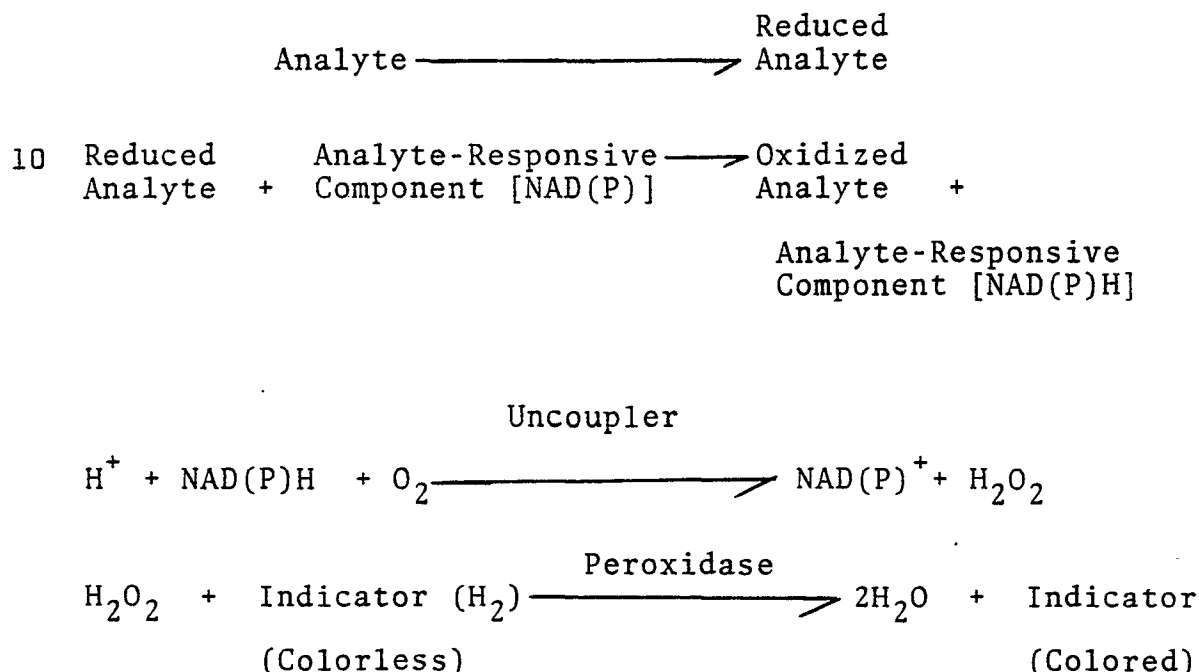 Reduced
Analyte ⟶ Analyte
10 Reduced Analyte-Responsive ⟶ Oxidized
Analyte + Component [NAD(P)] Analyte +
Analyte-Responsive
Component [NAD(P)H]
Uncoupler
H⁺ + NAD(P)H + O₂ ⟶ NAD(P)⁺ + H₂O₂
Peroxidase
H₂O₂ + Indicator (H₂) ⟶ 2H₂O + Indicator
(Colorless) (Colored)